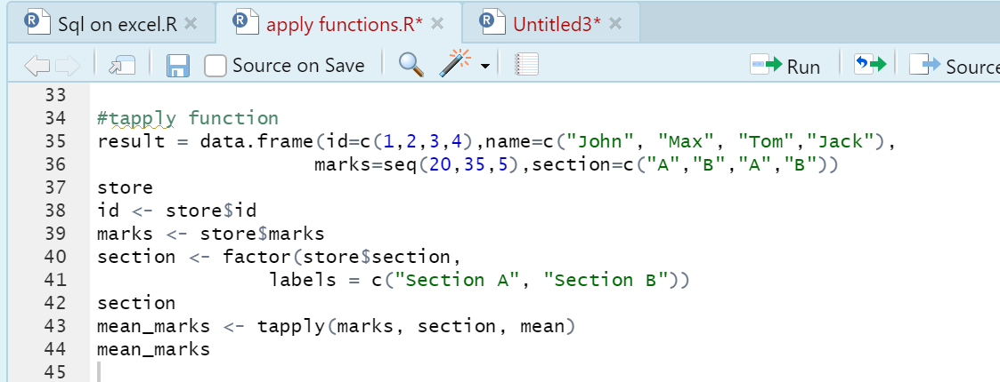 Sql on excel.R
apply functions.R*
Untitled3*
Source on Save
Run
Source
33
34 #tapply function
35 result = data.frame(id=c(1,2,3,4),name=c("John", "Max", "Tom","Jack"),
36 marks=seq(20,35,5),section=c("A","B","A","B"))
37 store
38 id <- store$id
39 marks <- store$marks
40 section <- factor(store$section,
41 labels = c("Section A", "Section B"))
42 section
43 mean_marks <- tapply(marks, section, mean)
44 mean_marks
45